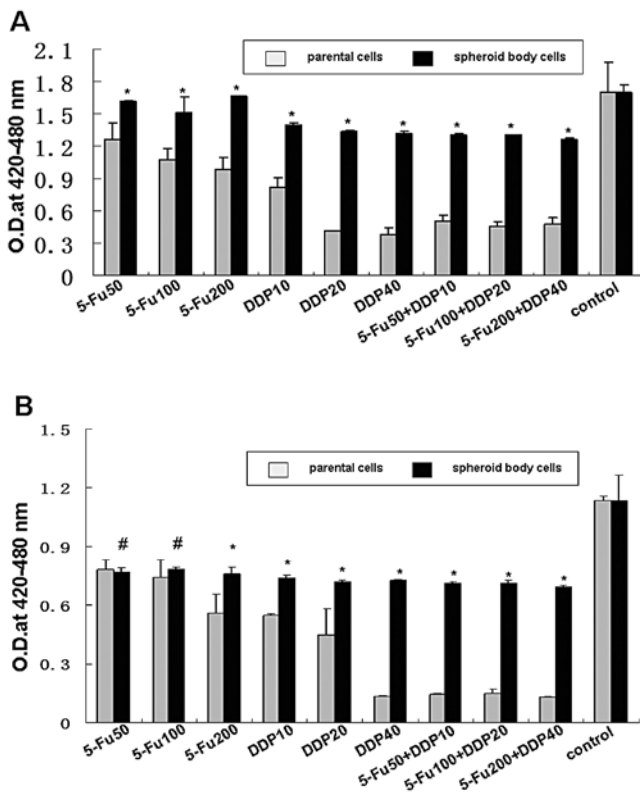 A
parental cells spheroid body cells
O.D.at 420-480 nm
2.1
1.8
1.5
1.2
0.9
0.6
0.3
0
* * * * * * * * *
5-Fu50 5-Fu100 5-Fu200 DDP10 DDP20 DDP40 5-Fu50+DDP10 5-Fu100+DDP20 5-Fu200+DDP40 control
B
parental cells spheroid body cells
O.D.at 420-480 nm
1.5
1.2
0.9
0.6
0.3
0
# # * * * * * * *
5-Fu50 5-Fu100 5-Fu200 DDP10 DDP20 DDP40 5-Fu50+DDP10 5-Fu100+DDP20 5-Fu200+DDP40 control